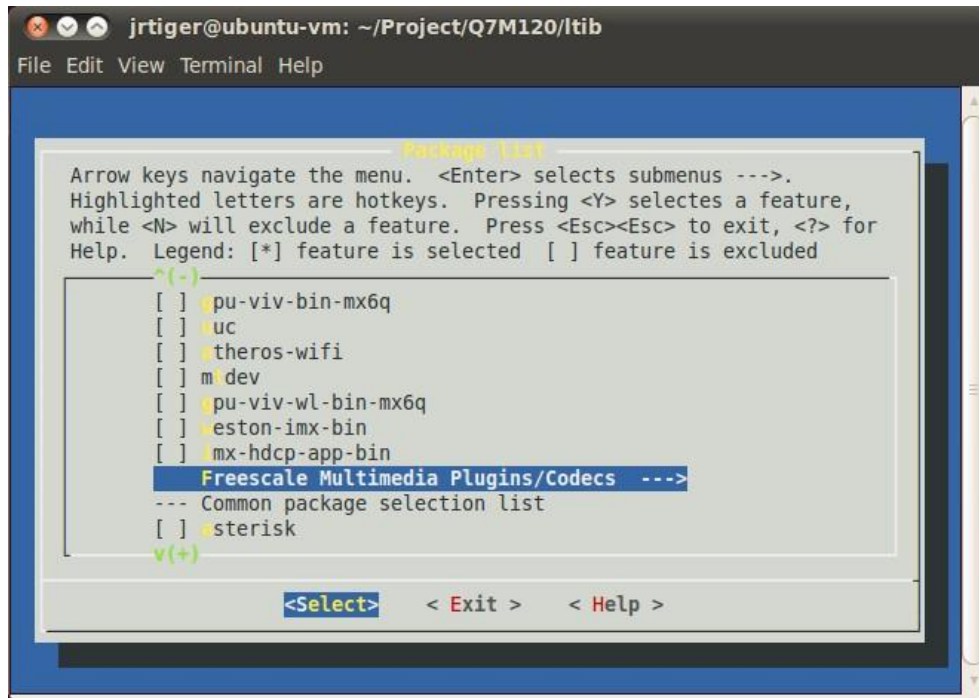 jrtiger@ubuntu-vm: ~/Project/Q7M120/ltib
File Edit View Terminal Help
Package list
Arrow keys navigate the menu. <Enter> selects submenus --->.
Highlighted letters are hotkeys. Pressing <Y> selectes a feature,
while <N> will exclude a feature. Press <Esc><Esc> to exit, <?> for
Help. Legend: [*] feature is selected [ ] feature is excluded
^(-)
[ ] gpu-viv-bin-mx6q
[ ] uuc
[ ] atheros-wifi
[ ] mtdev
[ ] gpu-viv-wl-bin-mx6q
[ ] weston-imx-bin
[ ] imx-hdcp-app-bin
Freescale Multimedia Plugins/Codecs --->
--- Common package selection list
[ ] asterisk
v(+)
<Select> < Exit > < Help >